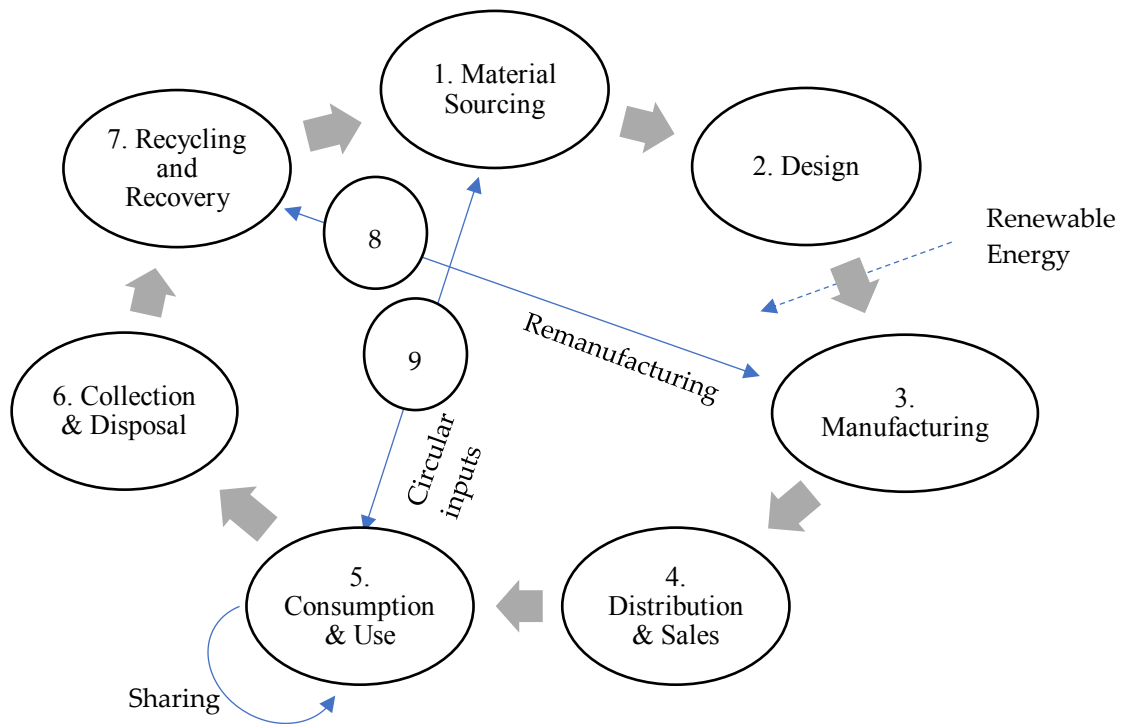 1. Material
Sourcing
2. Design
Renewable
Energy
3.
Manufacturing
4.
Distribution
& Sales
5.
Consumption
& Use
Sharing
6. Collection
& Disposal
7. Recycling
and
Recovery
8
Remanufacturing
9
Circular
inputs